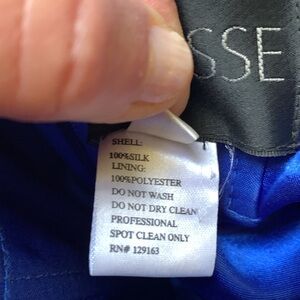 SSE
SHELL:
100%SILK
LINING:
100%POLYESTER
DO NOT WASH
DO NOT DRY CLEAN
PROFESSIONAL
SPOT CLEAN ONLY
RN# 129163